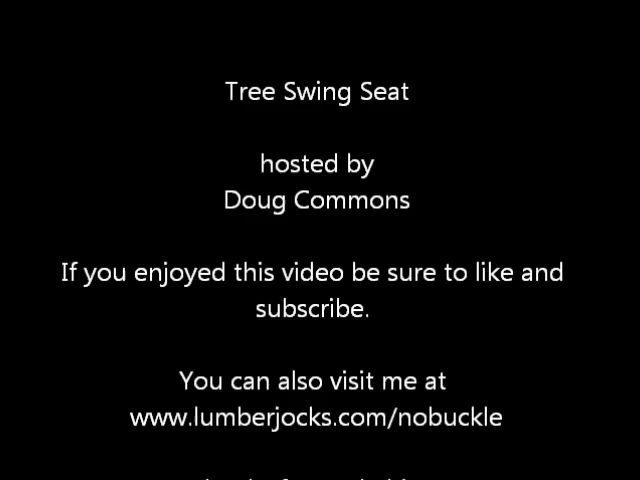 Tree Swing Seat
hosted by
Doug Commons
If you enjoyed this video be sure to like and
subscribe.
You can also visit me at
www.lumberjocks.com/nobuckle